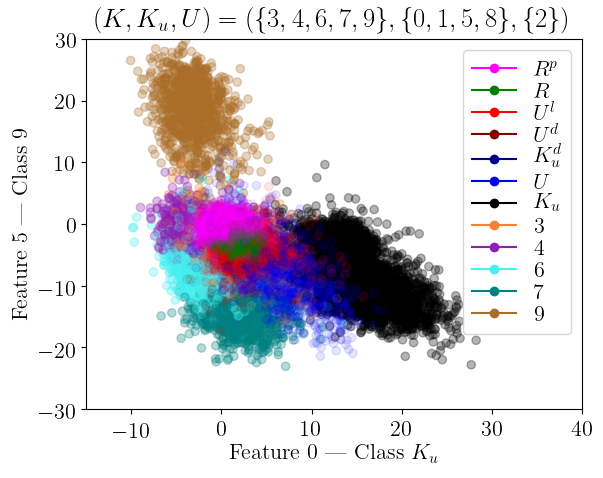 (K, K_u, U) = ({3, 4, 6, 7, 9}, {0, 1, 5, 8}, {2})
30
20
10
0
−10
−20
−30
Feature 5 — Class 9
R^p
R
U^l
U^d
K_u^d
U
K_u
3
4
6
7
9
−10
0
10
20
30
40
Feature 0 — Class K_u